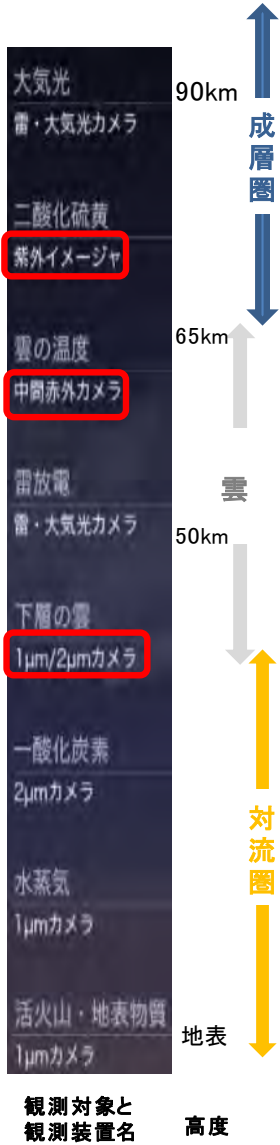 大気光
90km
雷・大気光カメラ
成層圏
二酸化硫黄
紫外イメージャ
65km
雲の温度
中間赤外カメラ
雲
雷放電
雷・大気光カメラ
50km
下層の雲
1μm/2μmカメラ
一酸化炭素
2μmカメラ
対流圏
水蒸気
1μmカメラ
活火山・地表物質
地表
1μmカメラ
観測対象と
観測装置名
高度